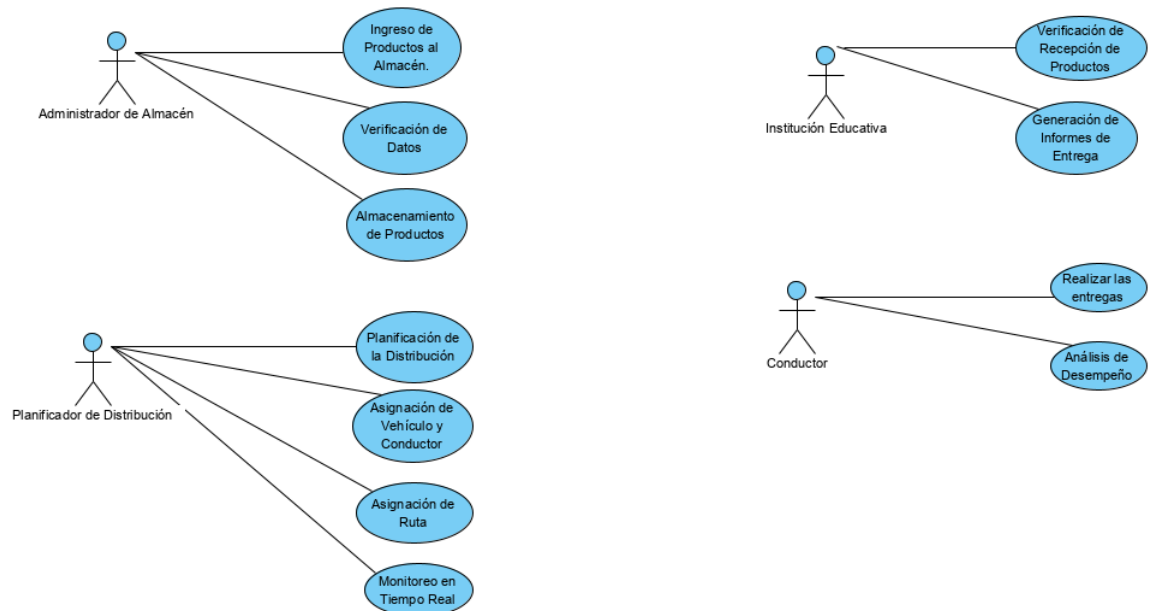 Ingreso de
Productos al
Almacén.
Administrador de Almacén
Verificación de
Datos
Almacenamiento
de Productos
Verificación de
Recepción de
Productos
Institución Educativa
Generación de
Informes de
Entrega
Planificación de
la Distribución
Planificador de Distribución
Asignación de
Vehículo y
Conductor
Asignación de
Ruta
Monitoreo en
Tiempo Real
Realizar las
entregas
Conductor
Análisis de
Desempeño